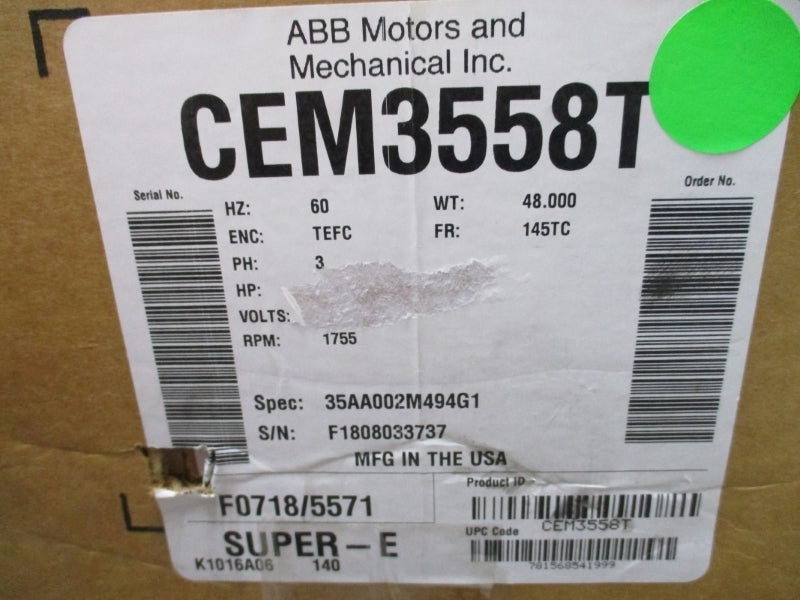 ABB Motors and
Mechanical Inc.
CEM3558T
Serial No.
Order No.
HZ: 60 WT: 48.000
ENC: TEFC FR: 145TC
PH: 3
HP:
VOLTS:
RPM: 1755
Spec: 35AA002M494G1
S/N: F1808033737
MFG IN THE USA
F0718/5571
Product ID
CEM3558T
SUPER-E
UPC Code
781568541999
K1016A06 140